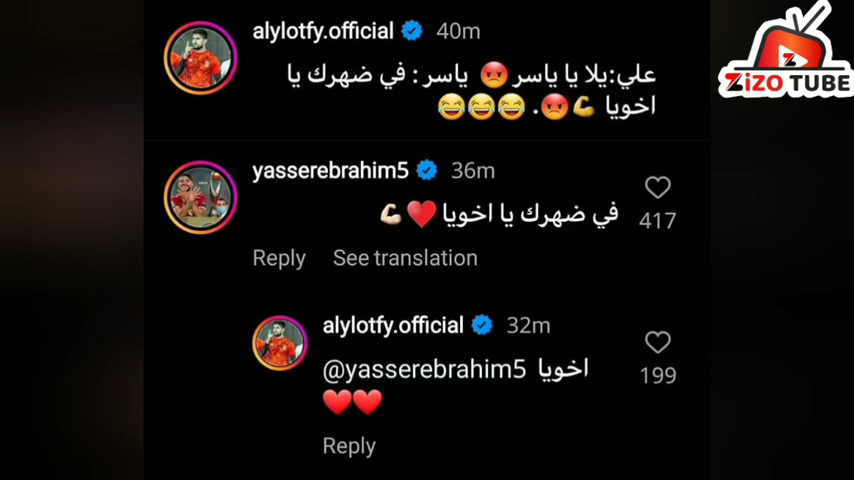 alylotfy.official 40m
علي:يلا يا ياسر😡 ياسر : في ضهرك يا
اخويا 💪😡. 😂😂😂
yasserebrahim5 36m
في ضهرك يا اخويا ♥️💪🏻
417
Reply See translation
alylotfy.official 32m
@yasserebrahim5 اخويا
❤️❤️
199
Reply
Z
ZiZO TUBE